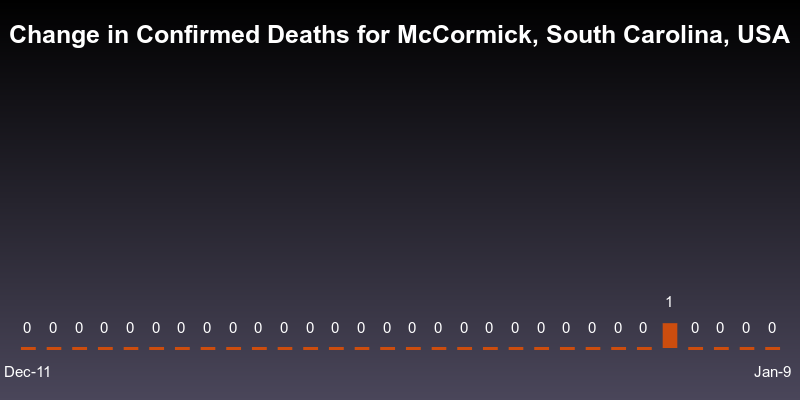 Change in Confirmed Deaths for McCormick, South Carolina, USA
1
0 0 0 0 0 0 0 0 0 0 0 0 0 0 0 0 0 0 0 0 0 0 0 0 0 0 0 0 0
Dec-11 Jan-9